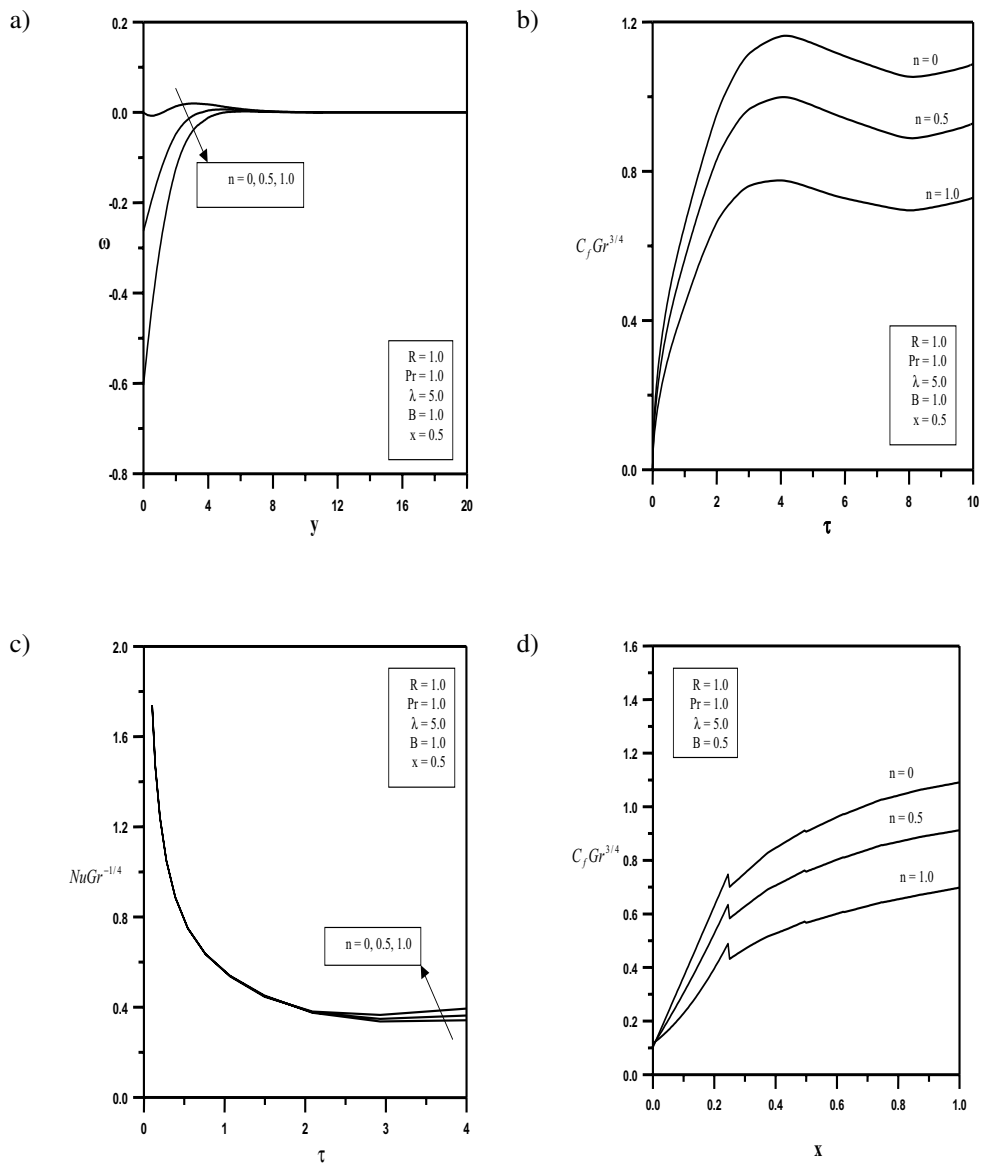 a)
0.2
0.0
-0.2
-0.4
-0.6
-0.8
ω
n = 0, 0.5, 1.0
R = 1.0
Pr = 1.0
λ = 5.0
B = 1.0
x = 0.5
0 4 8 12 16 20
y
b)
1.2
0.8
0.4
0.0
C_f Gr^{3/4}
n = 0
n = 0.5
n = 1.0
R = 1.0
Pr = 1.0
λ = 5.0
B = 1.0
x = 0.5
0 2 4 6 8 10
τ
c)
2.0
1.6
1.2
0.8
0.4
0.0
NuGr^{-1/4}
R = 1.0
Pr = 1.0
λ = 5.0
B = 1.0
x = 0.5
n = 0, 0.5, 1.0
0 1 2 3 4
τ
d)
1.6
1.4
1.2
1.0
0.8
0.6
0.4
0.2
0.0
C_f Gr^{3/4}
R = 1.0
Pr = 1.0
λ = 5.0
B = 0.5
n = 0
n = 0.5
n = 1.0
0.0 0.2 0.4 0.6 0.8 1.0
x